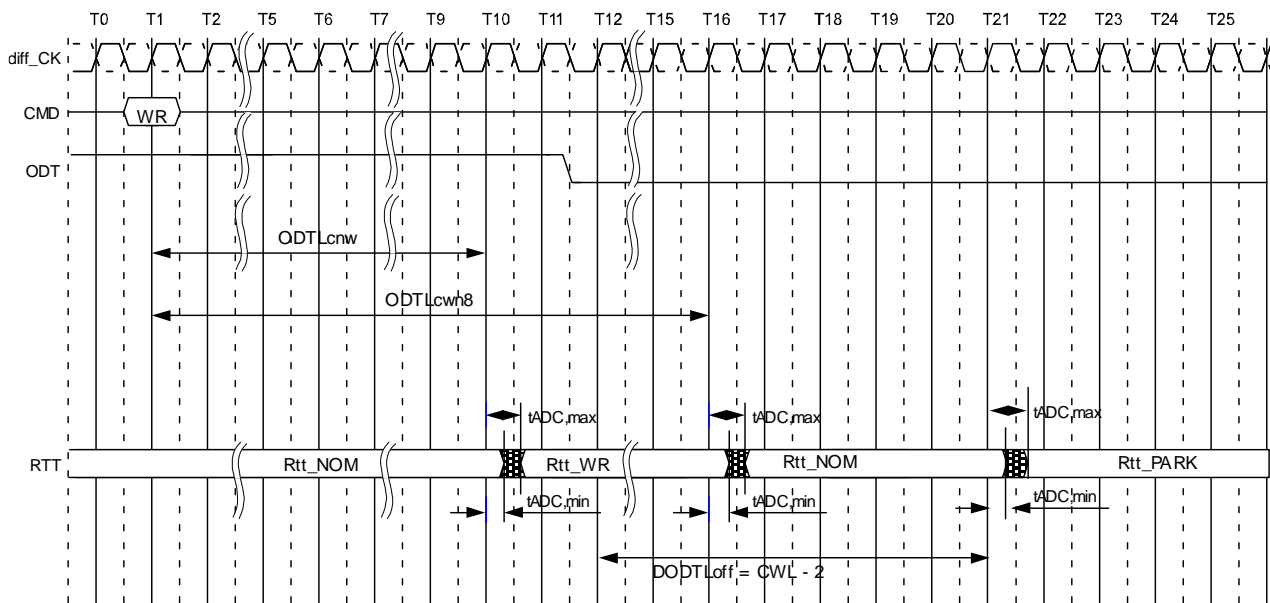 T0 T1 T2 T5 T6 T7 T9 T10 T11 T12 T15 T16 T17 T18 T19 T20 T21 T22 T23 T24 T25
diff_CK
CMD WR
ODT
ODTLcnw
ODTLcwn8
tADC,max tADC,max tADC,max
RTT Rtt_NOM Rtt_WR Rtt_NOM Rtt_PARK
tADC,min tADC,min tADC,min
DODTLoff = CWL - 2